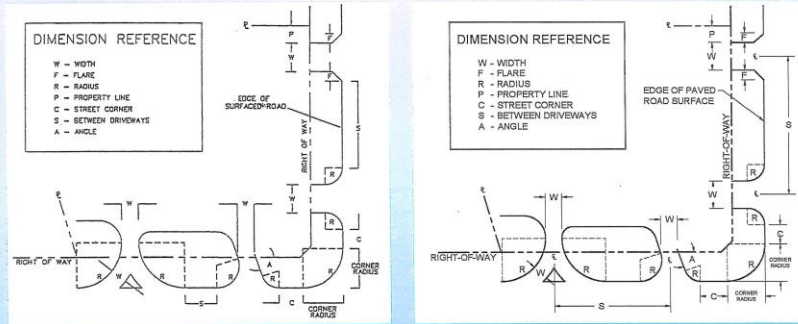 DIMENSION REFERENCE
W - WIDTH
F - FLARE
R - RADIUS
P - PROPERTY LINE
C - STREET CORNER
S - BETWEEN DRIVEWAYS
A - ANGLE
P
F
W
F
EDGE OF
SURFACED ROAD
S
RIGHT OF WAY
R
W
R
W
W
C
RIGHT OF WAY
A
R
W
R
R
CORNER
RADIUS
R
S
C
CORNER
RADIUS
DIMENSION REFERENCE
W - WIDTH
F - FLARE
R - RADIUS
P - PROPERTY LINE
C - STREET CORNER
S - BETWEEN DRIVEWAYS
A - ANGLE
P
F
W
F
EDGE OF PAVED
ROAD SURFACE
S
RIGHT-OF-WAY
R
W
R
W
W
C
RIGHT-OF-WAY
A
R
W
R
R
R
CORNER
RADIUS
S
C
CORNER
RADIUS